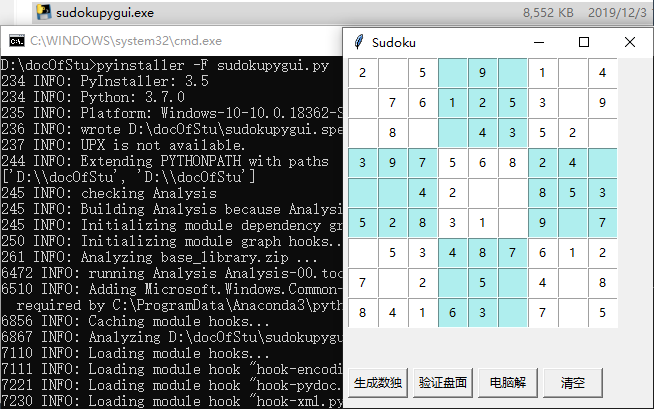 sudokupygui.exe 8,552 KB 2019/12/3 1
C:\WINDOWS\system32\cmd.exe
D:\docOfStu>pyinstaller -F sudokupygui.py
234 INFO: PyInstaller: 3.5
234 INFO: Python: 3.7.0
235 INFO: Platform: Windows-10-10.0.18362-S
236 INFO: wrote D:\docOfStu\sudokupygui.spe
237 INFO: UPX is not available.
244 INFO: Extending PYTHONPATH with paths
['D:\\docOfStu', 'D:\\docOfStu']
245 INFO: checking Analysis
245 INFO: Building Analysis because Analysi
245 INFO: Initializing module dependency gr
250 INFO: Initializing module graph hooks..
261 INFO: Analyzing base_library.zip ...
6472 INFO: running Analysis Analysis-00.toc
6510 INFO: Adding Microsoft.Windows.Common-
required by C:\ProgramData\Anaconda3\pyth
6856 INFO: Caching module hooks...
6867 INFO: Analyzing D:\docOfStu\sudokupygu
7110 INFO: Loading module hooks...
7111 INFO: Loading module hook "hook-encodi
7221 INFO: Loading module hook "hook-pydoc.
7230 INFO: Loading module hook "hook-xml.py
Sudoku
2 5 9 1 4
7 6 1 2 5 3 9
8 4 3 5 2
3 9 7 5 6 8 2 4
4 2 8 5 3
5 2 8 3 1 9 7
5 3 4 8 7 6 1 2
7 2 5 4 8
8 4 1 6 3 7 5
生成数独 验证盘面 电脑解 清空